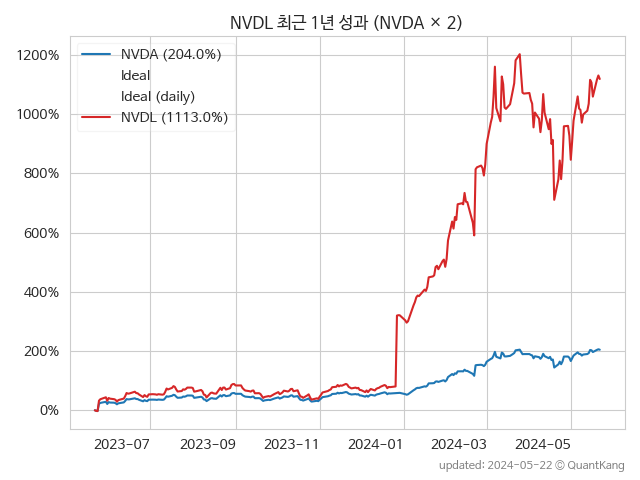 NVDL 최근 1년 성과 (NVDA × 2)
1200%
1000%
800%
600%
400%
200%
0%
NVDA (204.0%)
Ideal
Ideal (daily)
NVDL (1113.0%)
2023-07 2023-09 2023-11 2024-01 2024-03 2024-05
updated: 2024-05-22 © QuantKang